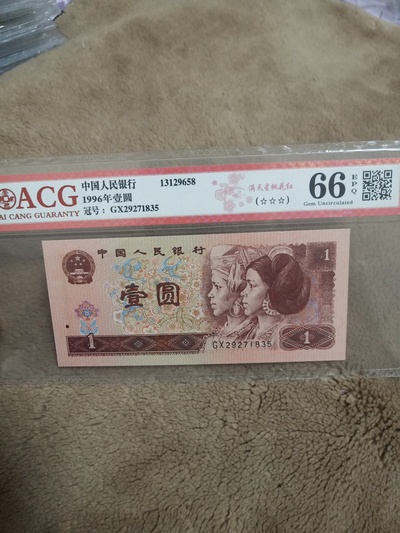 ACG
AI CANG GUARANTY
中国人民银行 13129658
1996年壹圆
冠号: GX29271835
满天星桃花红
(☆☆☆)
66 EPQ
Gem Uncirculated
中国人民银行
壹圆
1
1
GX29271835
1